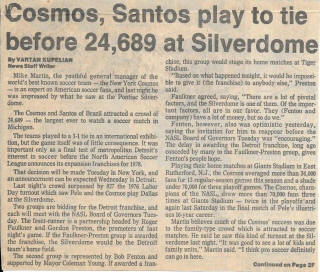 Cosmos, Santos play to tie
before 24,689 at Silverdome
By VARTAN KUPELIAN
News Staff Writer
Mike Martin, the youthful general manager of the
world's best known soccer team — the New York Cosmos
— is an expert on American soccer fans, and last night he
was impressed by what he saw at the Pontiac Silver-
dome.
The Cosmos and Santos of Brazil attracted a crowd of
24,689 — the largest ever to watch a soccer match in
Michigan.
The teams played to a 1-1 tie in an international exhibi-
tion, but the game itself was of little consequence. It was
important only as a final test of metropolitan Detroit's
interest in soccer before the North American Soccer
League announces its expansion franchises for 1978.
That decision will be made Tuesday in New York, and
an announcement can be expected Wednesday in Detroit.
Last night's crowd surpassed by 827 the 1976 Labor
Day turnout which saw Pele and the Cosmos play Dallas
at the Silverdome.
Two groups are bidding for the Detroit franchise, and
each will meet with the NASL Board of Governors Tues-
day. The front-runner is a partnership headed by Roger
Faulkner and Gordon Preston, the promoters of last
night's game. If the Faulkner-Preston group is awarded
the franchise, the Silverdome would be the Detroit
team's home field.
The second group is represented by Bob Fenton and
supported by Mayor Coleman Young. If awarded a fran-
chise, this group would stage its home matches at Tiger
Stadium.
"Based on what happened tonight, it would be impossi-
ble to give it (the franchise) to anybody else," Preston
said.
Faulkner agreed, saying, "There are a lot of pivotal
factors, and the Silverdome is one of them. Of the impor-
tant factors, all are in our favor. They (Fenton and
company) have a lot of money, but so do we."
Fenton, however, also was optimistic yesterday,
saying the invitation for him to reappear before the
NASL Board of Governors Tuesday was "encouraging."
The delay in awarding the Detroit franchise, long ago
conceded by many to the Faulkner-Preston group, gives
Fenton's people hope.
Playing their home matches at Giants Stadium in East
Rutherford, N.J., the Cosmos averaged more than 34,000
fans for 13 regular-season games this season and a shade
under 70,000 for three playoff games. The Cosmos, cham-
pions of the NASL, drew more than 70,000 fans three
times at Giants Stadium — twice in the playoffs and
again last Saturday in the final match of Pele's illustri-
ous career.
Martin believes much of the Cosmos' success was due
to the family-type crowd which is attracted to soccer
matches. He said he saw this kind of turnout at the Sil-
verdome last night. "It was good to see a lot of kids and
family units," Martin said. "I think pro soccer definitely
can go in here.
Continued on Page 2F